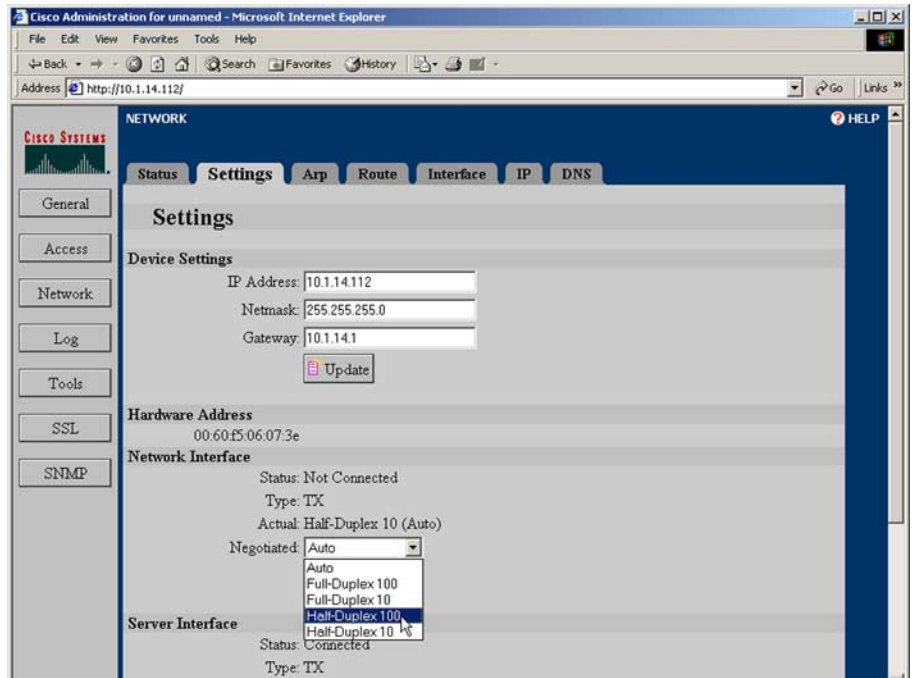 Cisco Administration for unnamed - Microsoft Internet Explorer
File Edit View Favorites Tools Help
Back Search Favorites History
Address http://10.1.14.112/ Go Links »
NETWORK ? HELP
CISCO SYSTEMS
Status Settings Arp Route Interface IP DNS
General
Access
Network
Log
Tools
SSL
SNMP
Settings
Device Settings
IP Address: 10.1.14.112
Netmask: 255.255.255.0
Gateway: 10.1.14.1
Update
Hardware Address
00:60:f5:06:07:3e
Network Interface
Status: Not Connected
Type: TX
Actual: Half-Duplex 10 (Auto)
Negotiated: Auto
Auto
Full-Duplex 100
Full-Duplex 10
Half-Duplex 100
Half-Duplex 10
Server Interface
Status: Connected
Type: TX